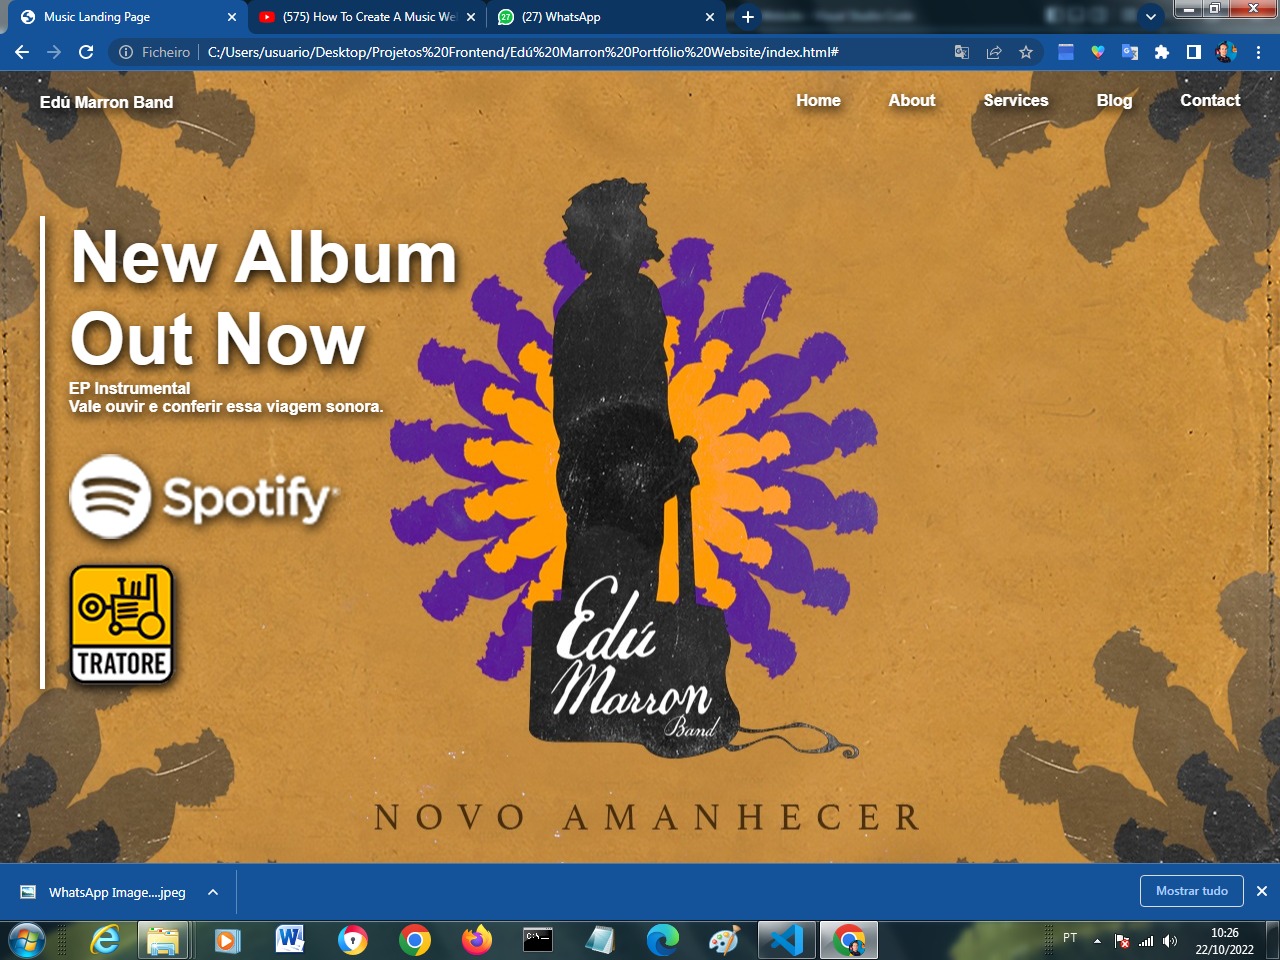 Music Landing Page
(575) How To Create A Music We
(27) WhatsApp
Ficheiro
C:/Users/usuario/Desktop/Projetos%20Frontend/Edú%20Marron%20Portfólio%20Website/index.html#
Edú Marron Band
Home
About
Services
Blog
Contact
New Album
Out Now
EP Instrumental
Vale ouvir e conferir essa viagem sonora.
Spotify
TRATORE
Edú
Marron
Band
NOVO AMANHECER
WhatsApp Image....jpeg
Mostrar tudo
PT
10:26
22/10/2022